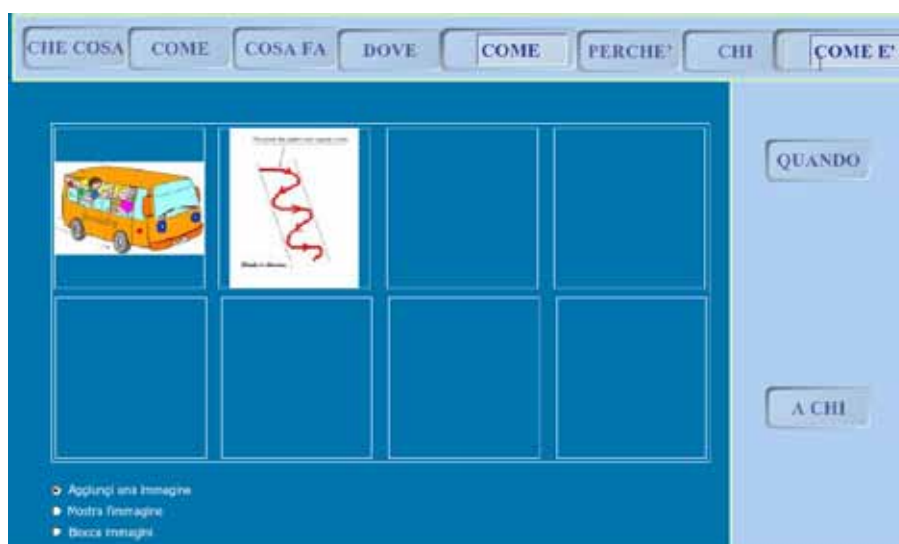 CHE COSA COME COSA FA DOVE COME PERCHE' CHI COME E'
QUANDO
A CHI
Aggiungi una immagine
Mostra l'immagine
Blocca immagini